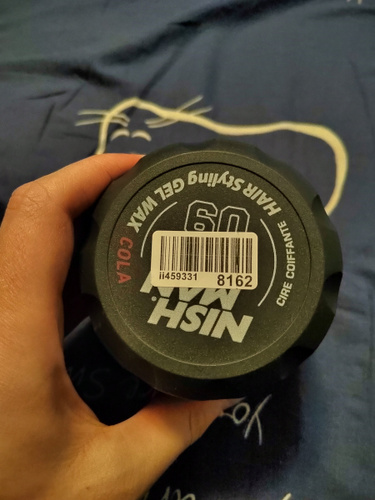 NISH
MAN
09
HAIR Styling GEL WAX
COLA
CIRE COIFFANTE
ii459331 8162